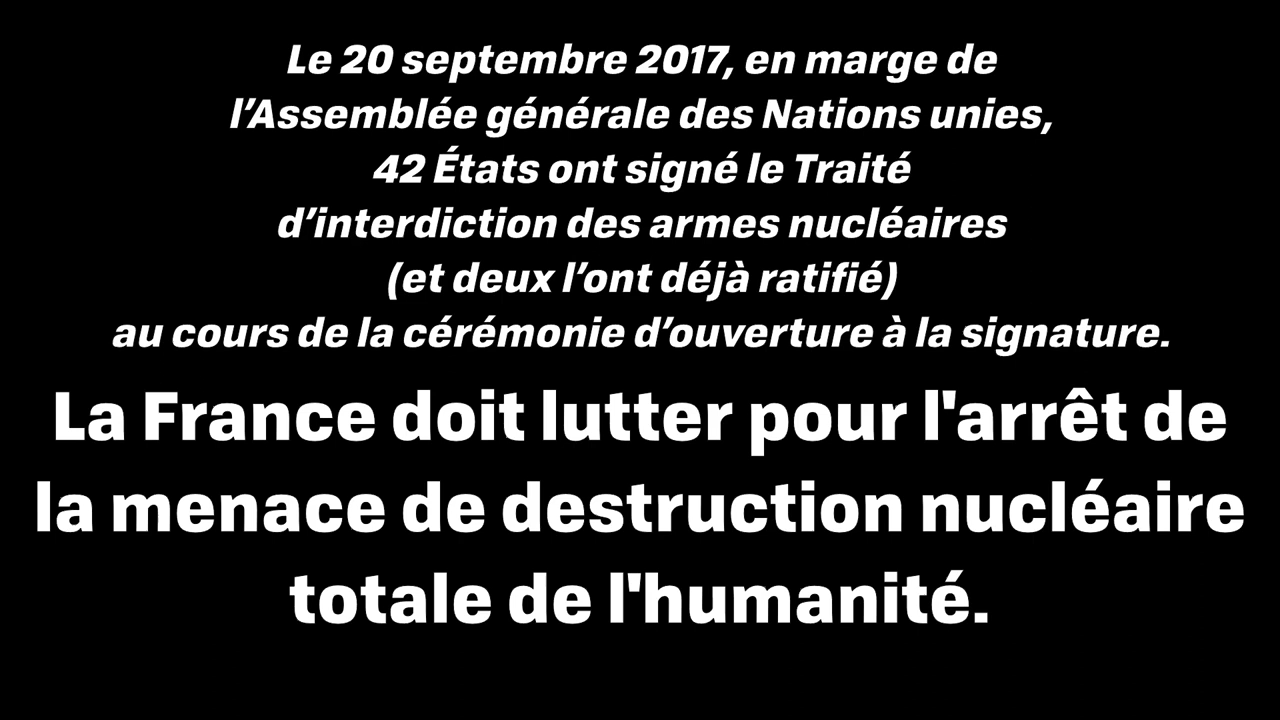 Le 20 septembre 2017, en marge de
l’Assemblée générale des Nations unies,
42 États ont signé le Traité
d’interdiction des armes nucléaires
(et deux l’ont déjà ratifié)
au cours de la cérémonie d’ouverture à la signature.
La France doit lutter pour l'arrêt de
la menace de destruction nucléaire
totale de l'humanité.